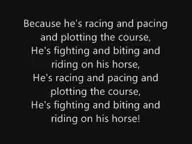 Because he's racing and pacing
and plotting the course,
He's fighting and biting and
riding on his horse,
He's racing and pacing and
plotting the course,
He's fighting and biting and
riding on his horse!